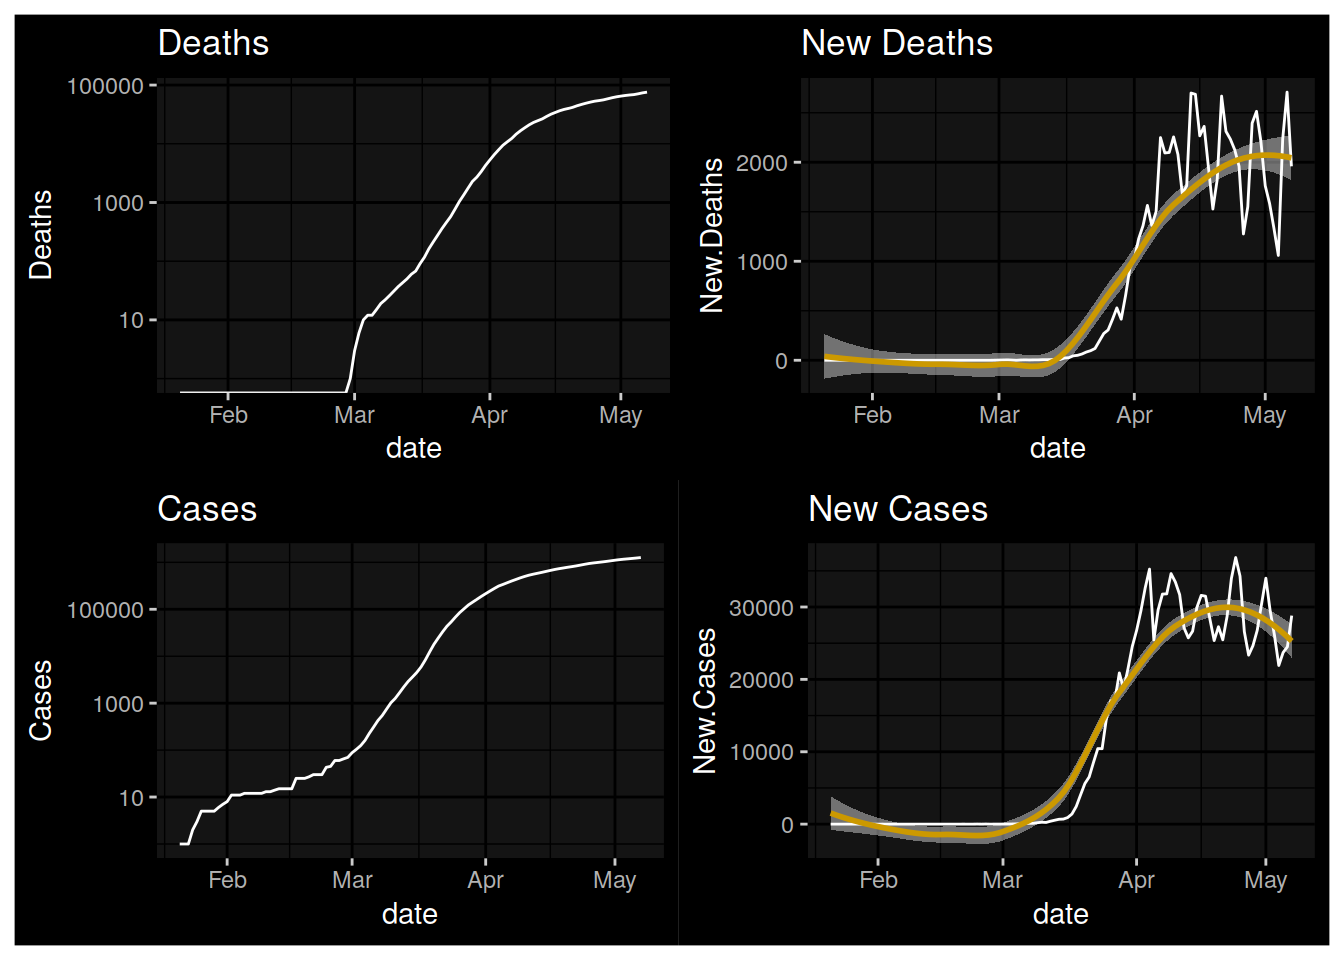 Deaths
Deaths
100000
1000
10
Feb Mar Apr May
date
New Deaths
New.Deaths
2000
1000
0
Feb Mar Apr May
date
Cases
Cases
100000
1000
10
Feb Mar Apr May
date
New Cases
New.Cases
30000
20000
10000
0
Feb Mar Apr May
date